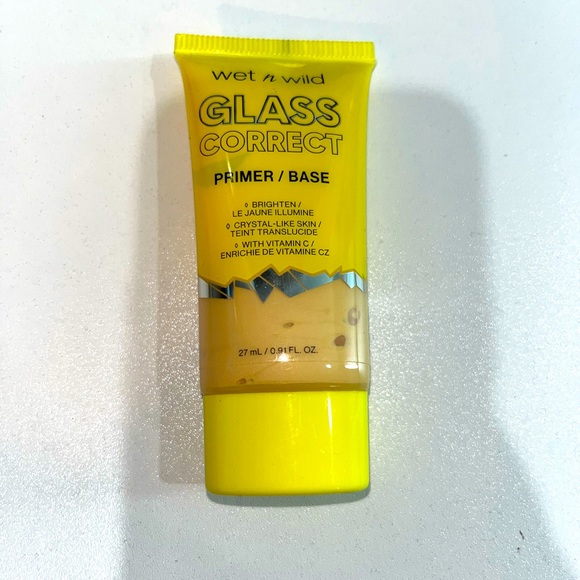 wet n wild
GLASS
CORRECT
PRIMER / BASE
◊ BRIGHTEN /
LE JAUNE ILLUMINE
◊ CRYSTAL-LIKE SKIN /
TEINT TRANSLUCIDE
◊ WITH VITAMIN C /
ENRICHIE DE VITAMINE CZ
27 mL / 0.91 FL. OZ.